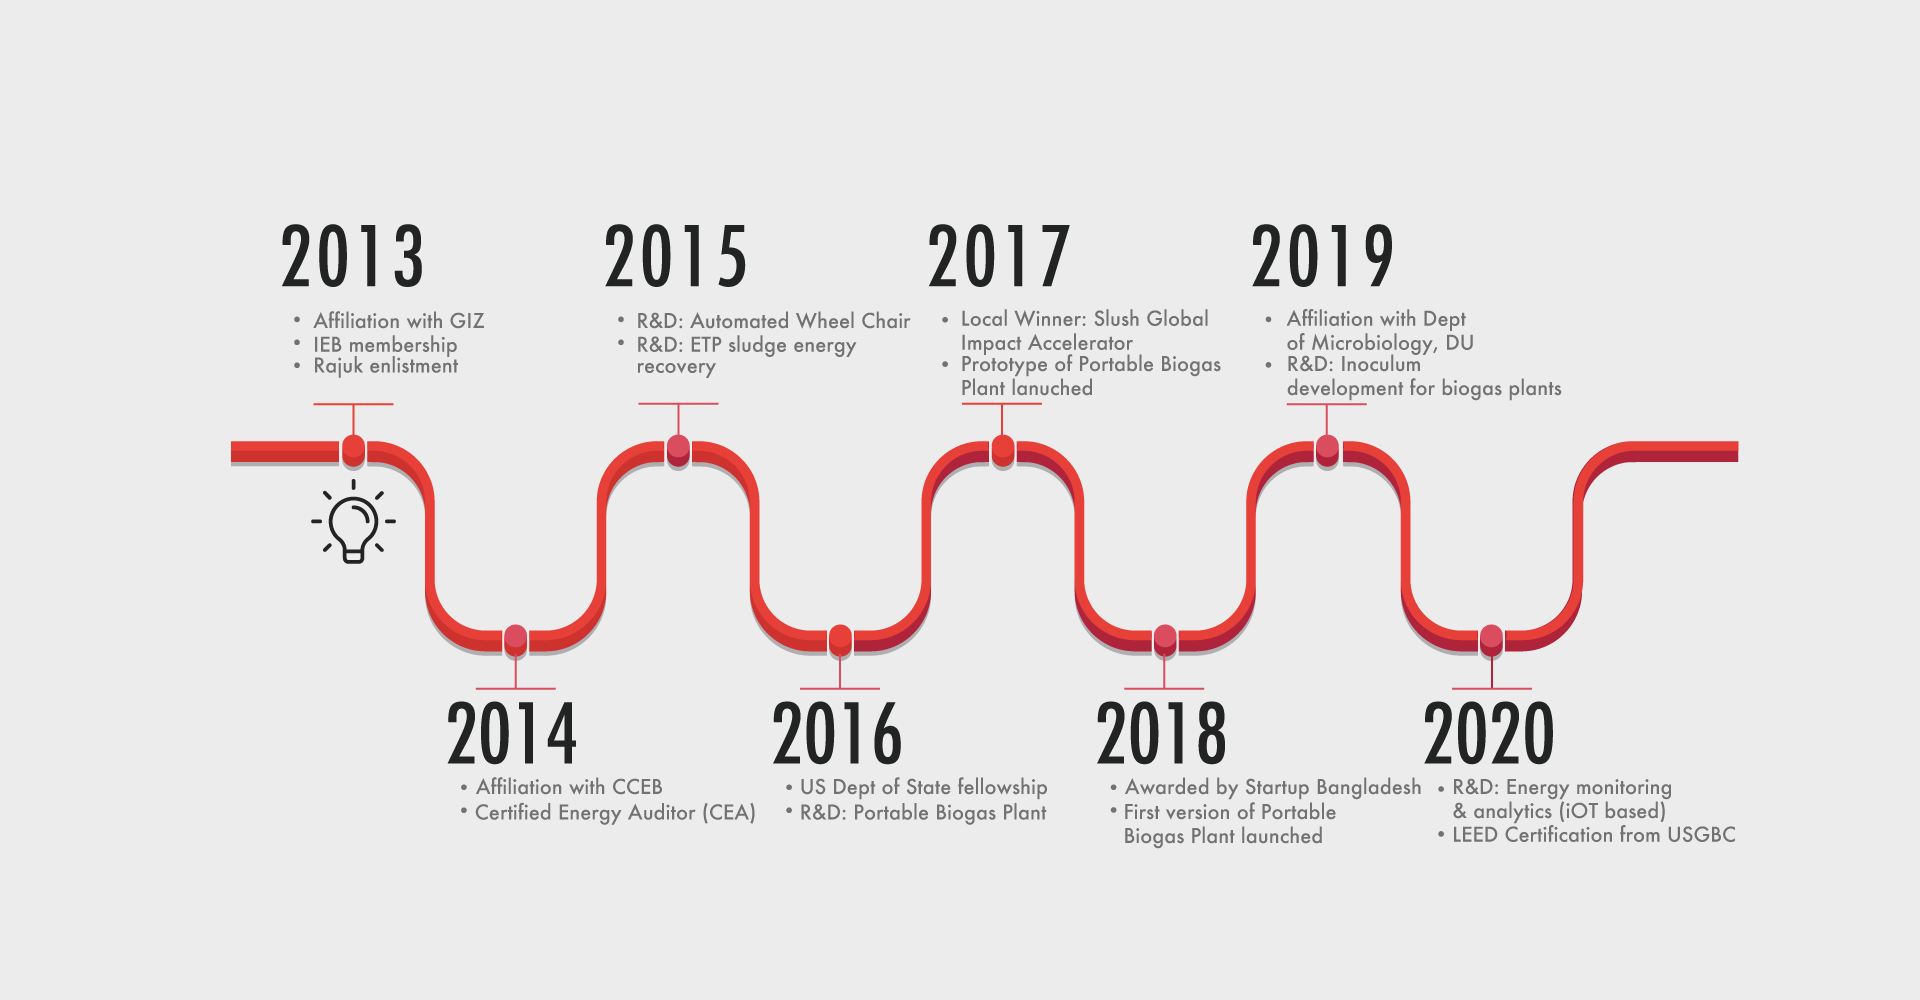 2013
• Affiliation with GIZ
• IEB membership
• Rajuk enlistment
2014
• Affiliation with CCEB
• Certified Energy Auditor (CEA)
2015
• R&D: Automated Wheel Chair
• R&D: ETP sludge energy
recovery
2016
• US Dept of State fellowship
• R&D: Portable Biogas Plant
2017
• Local Winner: Slush Global
Impact Accelerator
• Prototype of Portable Biogas
Plant lanuched
2018
• Awarded by Startup Bangladesh
• First version of Portable
Biogas Plant launched
2019
• Affiliation with Dept
of Microbiology, DU
• R&D: Inoculum
development for biogas plants
2020
• R&D: Energy monitoring
& analytics (iOT based)
• LEED Certification from USGBC